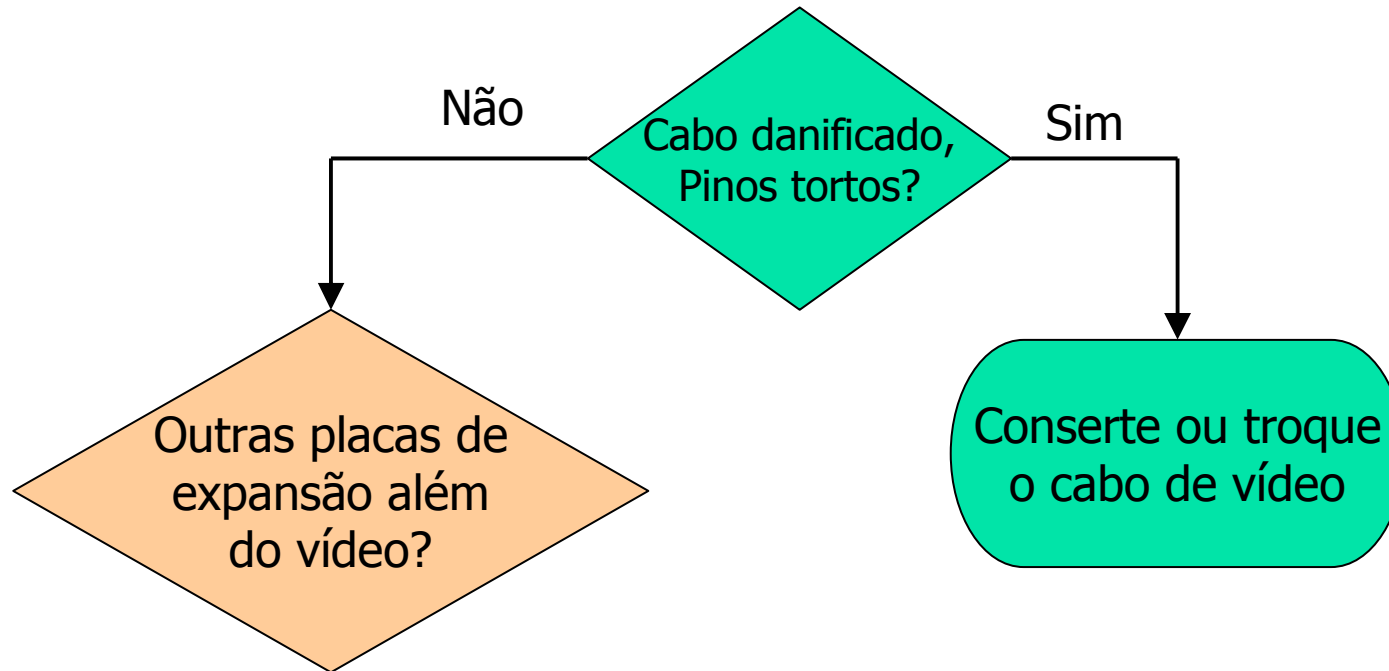 Não
Cabo danificado,
Pinos tortos?
Sim
Outras placas de
expansão além
do vídeo?
Conserte ou troque
o cabo de vídeo